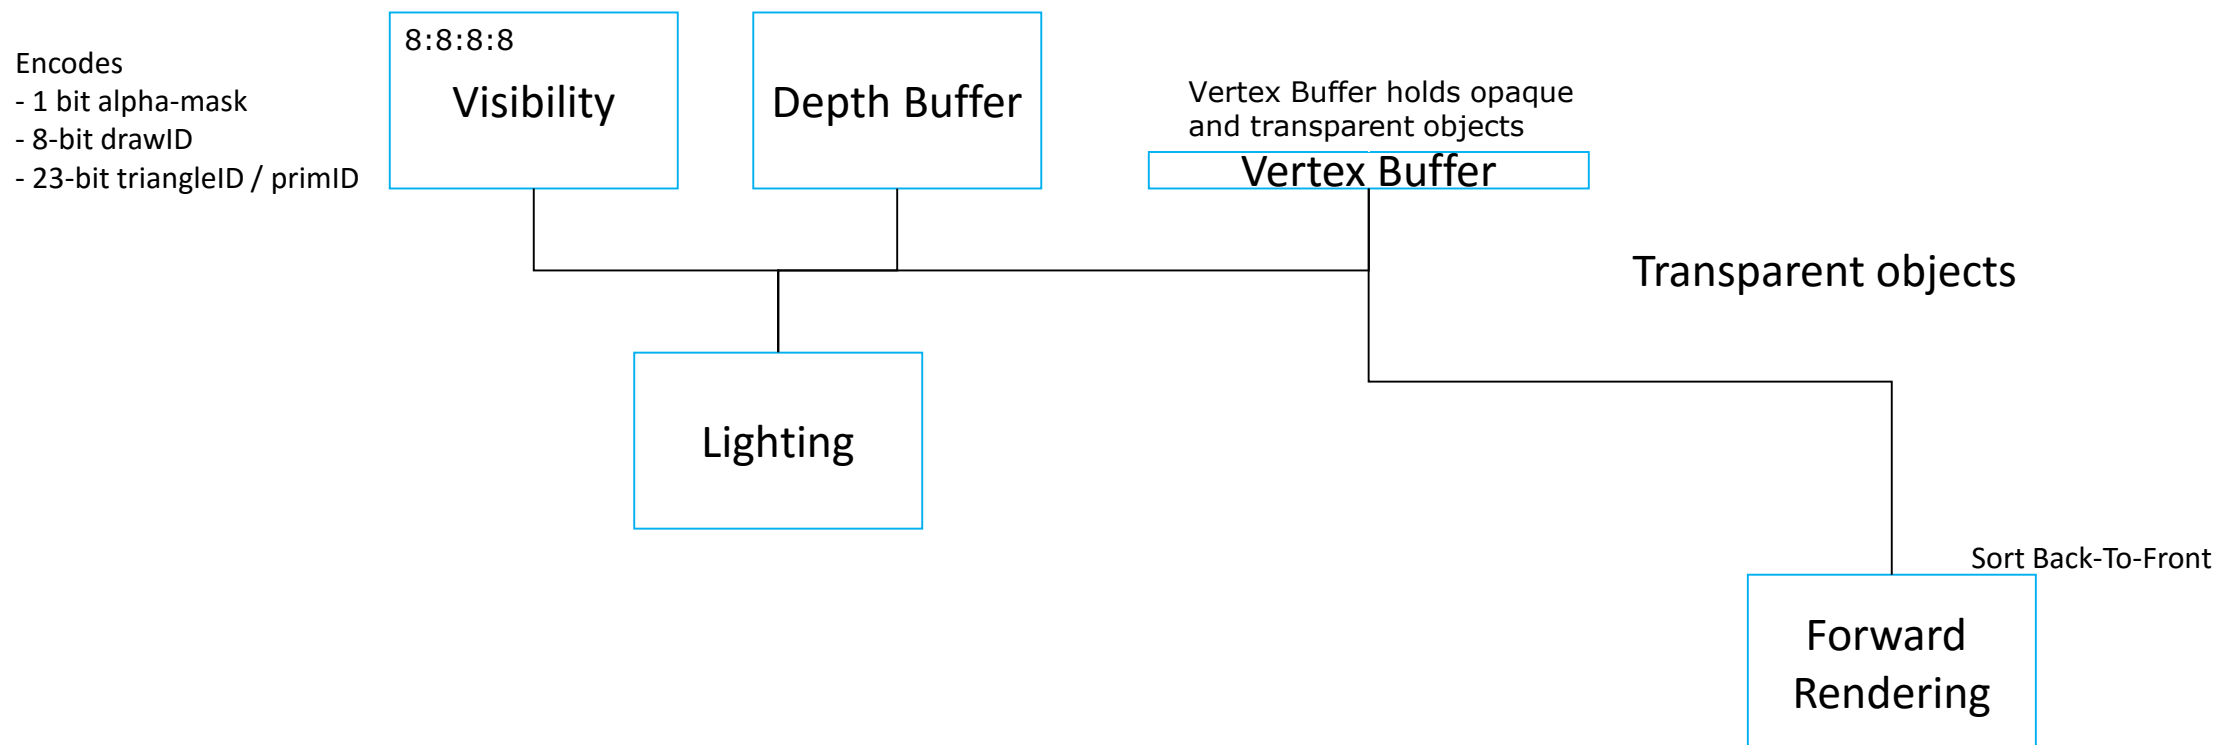 Encodes
- 1 bit alpha-mask
- 8-bit drawID
- 23-bit triangleID / primID
8:8:8:8
Visibility
Depth Buffer
Vertex Buffer holds opaque
and transparent objects
Vertex Buffer
Transparent objects
Lighting
Sort Back-To-Front
Forward
Rendering